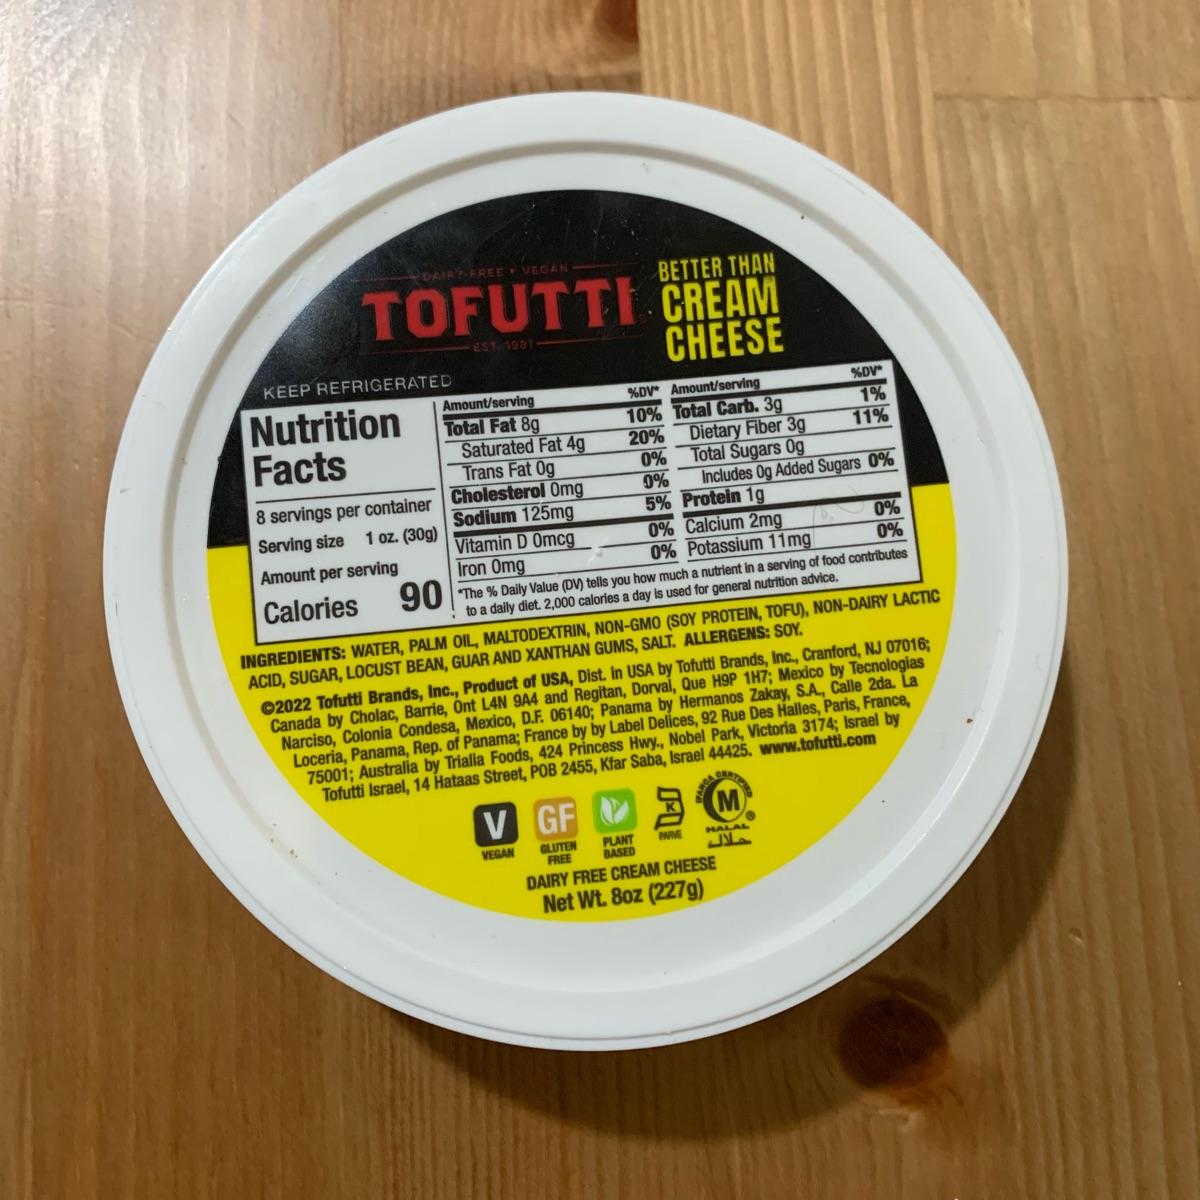 DAIRY-FREE • VEGAN
TOFUTTI
EST. 1981
BETTER THAN
CREAM
CHEESE
KEEP REFRIGERATED
Nutrition
Facts
8 servings per container
Serving size 1 oz. (30g)
Amount per serving
Calories 90
Amount/serving %DV*
Total Fat 8g 10%
Saturated Fat 4g 20%
Trans Fat 0g 0%
Cholesterol 0mg 0%
Sodium 125mg 5%
Vitamin D 0mcg 0%
Iron 0mg 0%
Amount/serving %DV*
Total Carb. 3g 1%
Dietary Fiber 3g 11%
Total Sugars 0g
Includes 0g Added Sugars 0%
Protein 1g
Calcium 2mg 0%
Potassium 11mg 0%
*The % Daily Value (DV) tells you how much a nutrient in a serving of food contributes
to a daily diet. 2,000 calories a day is used for general nutrition advice.
INGREDIENTS: WATER, PALM OIL, MALTODEXTRIN, NON-GMO (SOY PROTEIN, TOFU), NON-DAIRY LACTIC
ACID, SUGAR, LOCUST BEAN, GUAR AND XANTHAN GUMS, SALT. ALLERGENS: SOY.
©2022 Tofutti Brands, Inc., Product of USA, Dist. in USA by Tofutti Brands, Inc., Cranford, NJ 07016;
Canada by Cholac, Barrie, Ont L4N 9A4 and Regitan, Dorval, Que H9P 1H7; Mexico by Tecnologias
Narciso, Colonia Condesa, Mexico, D.F. 06140; Panama by Hermanos Zakay, S.A., Calle 2da. La
Loceria, Panama, Rep. of Panama; France by by Label Delices, 92 Rue Des Halles, Paris, France,
75001; Australia by Trialia Foods, 424 Princess Hwy., Nobel Park, Victoria 3174; Israel by
Tofutti Israel, 14 Hataas Street, POB 2455, Kfar Saba, Israel 44425. www.tofutti.com
V
VEGAN
GF
GLUTEN
FREE
PLANT
BASED
K
PARVE
IFANCA CERTIFIED
M
®
HALAL
حلال
DAIRY FREE CREAM CHEESE
Net Wt. 8oz (227g)